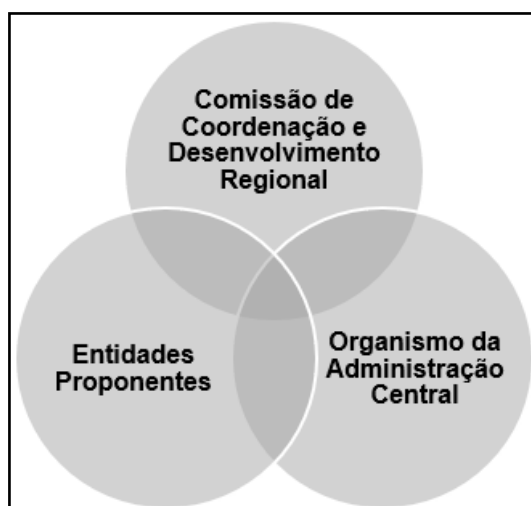 Comissão de
Coordenação e
Desenvolvimento
Regional
Entidades
Proponentes
Organismo da
Administração
Central